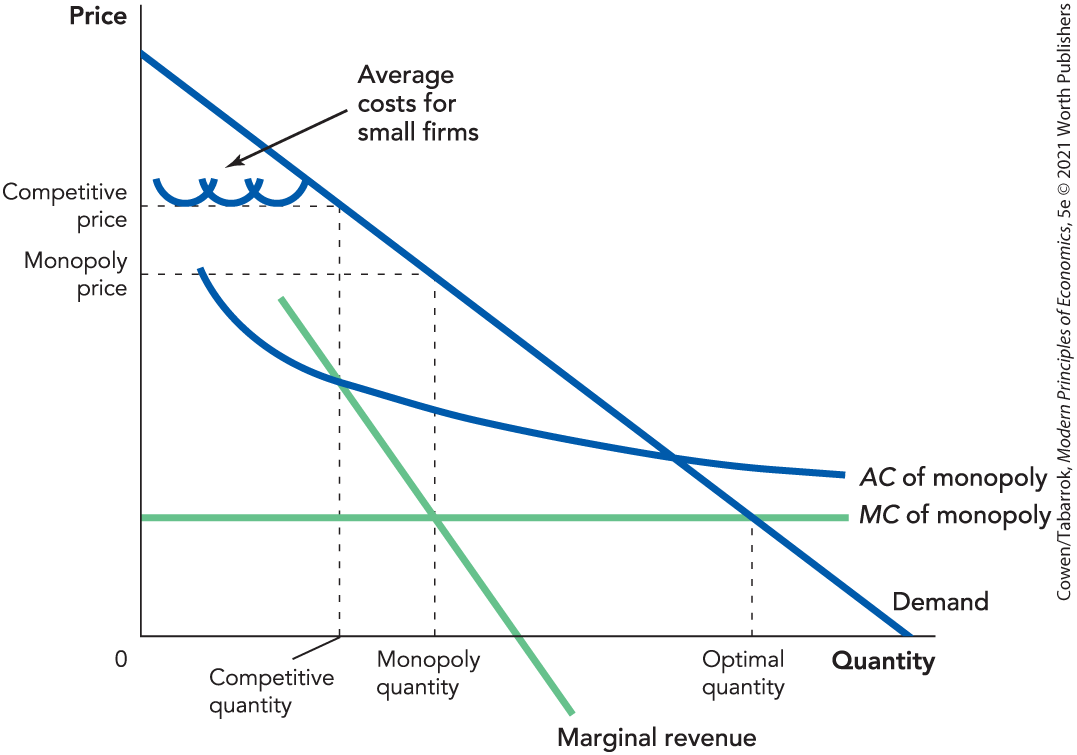 Price
Average
costs for
small firms
Competitive
price
Monopoly
price
AC of monopoly
MC of monopoly
Demand
0
Competitive
quantity
Monopoly
quantity
Optimal
quantity
Quantity
Marginal revenue
Cowen/Tabarrok, Modern Principles of Economics, 5e © 2021 Worth Publishers